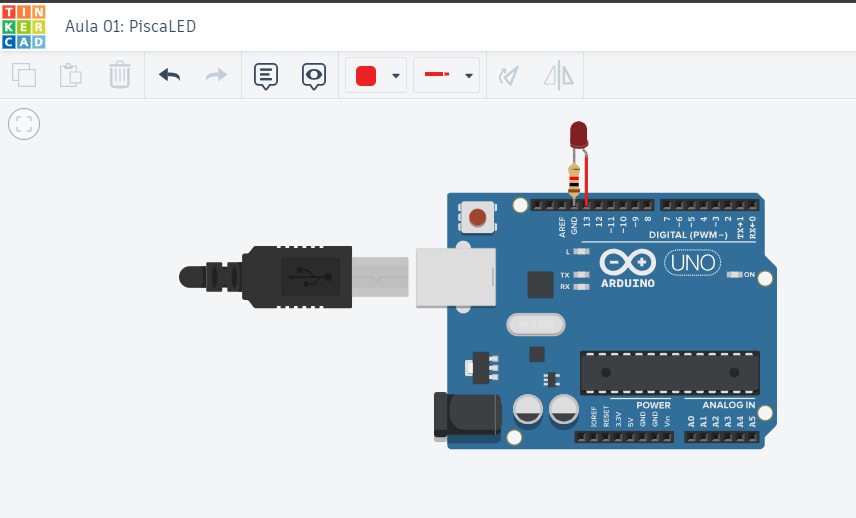 TIN
KER
CAD
Aula 01: PiscaLED
AREF
GND
13
12
~11
~10
~9
8
7
~6
~5
4
~3
2
TX→1
RX←0
DIGITAL (PWM~)
L
TX
RX
ARDUINO
UNO
ON
POWER
ANALOG IN
IOREF
RESET
3.3V
5V
GND
GND
Vin
A0
A1
A2
A3
A4
A5